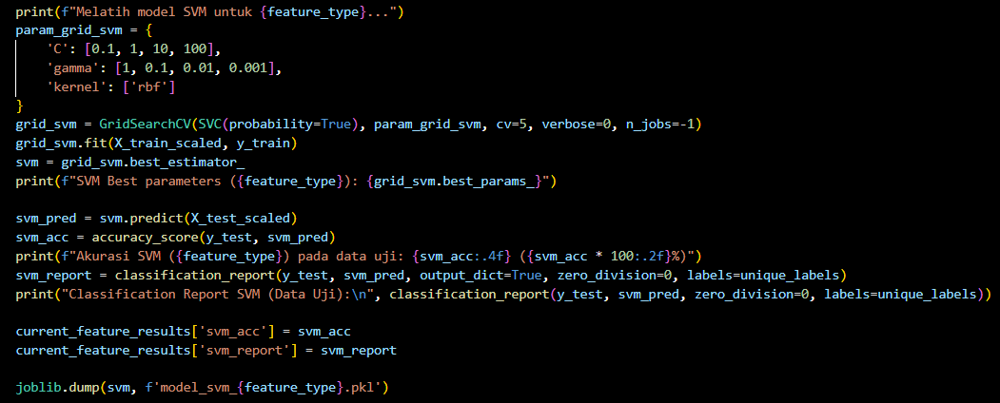 print(f"Melatih model SVM untuk {feature_type}...")
param_grid_svm = {
    'C': [0.1, 1, 10, 100],
    'gamma': [1, 0.1, 0.01, 0.001],
    'kernel': ['rbf']
}
grid_svm = GridSearchCV(SVC(probability=True), param_grid_svm, cv=5, verbose=0, n_jobs=-1)
grid_svm.fit(X_train_scaled, y_train)
svm = grid_svm.best_estimator_
print(f"SVM Best parameters ({feature_type}): {grid_svm.best_params_}")

svm_pred = svm.predict(X_test_scaled)
svm_acc = accuracy_score(y_test, svm_pred)
print(f"Akurasi SVM ({feature_type}) pada data uji: {svm_acc:.4f} ({svm_acc * 100:.2f}%)")
svm_report = classification_report(y_test, svm_pred, output_dict=True, zero_division=0, labels=unique_labels)
print("Classification Report SVM (Data Uji):\n", classification_report(y_test, svm_pred, zero_division=0, labels=unique_labels))

current_feature_results['svm_acc'] = svm_acc
current_feature_results['svm_report'] = svm_report

joblib.dump(svm, f'model_svm_{feature_type}.pkl')